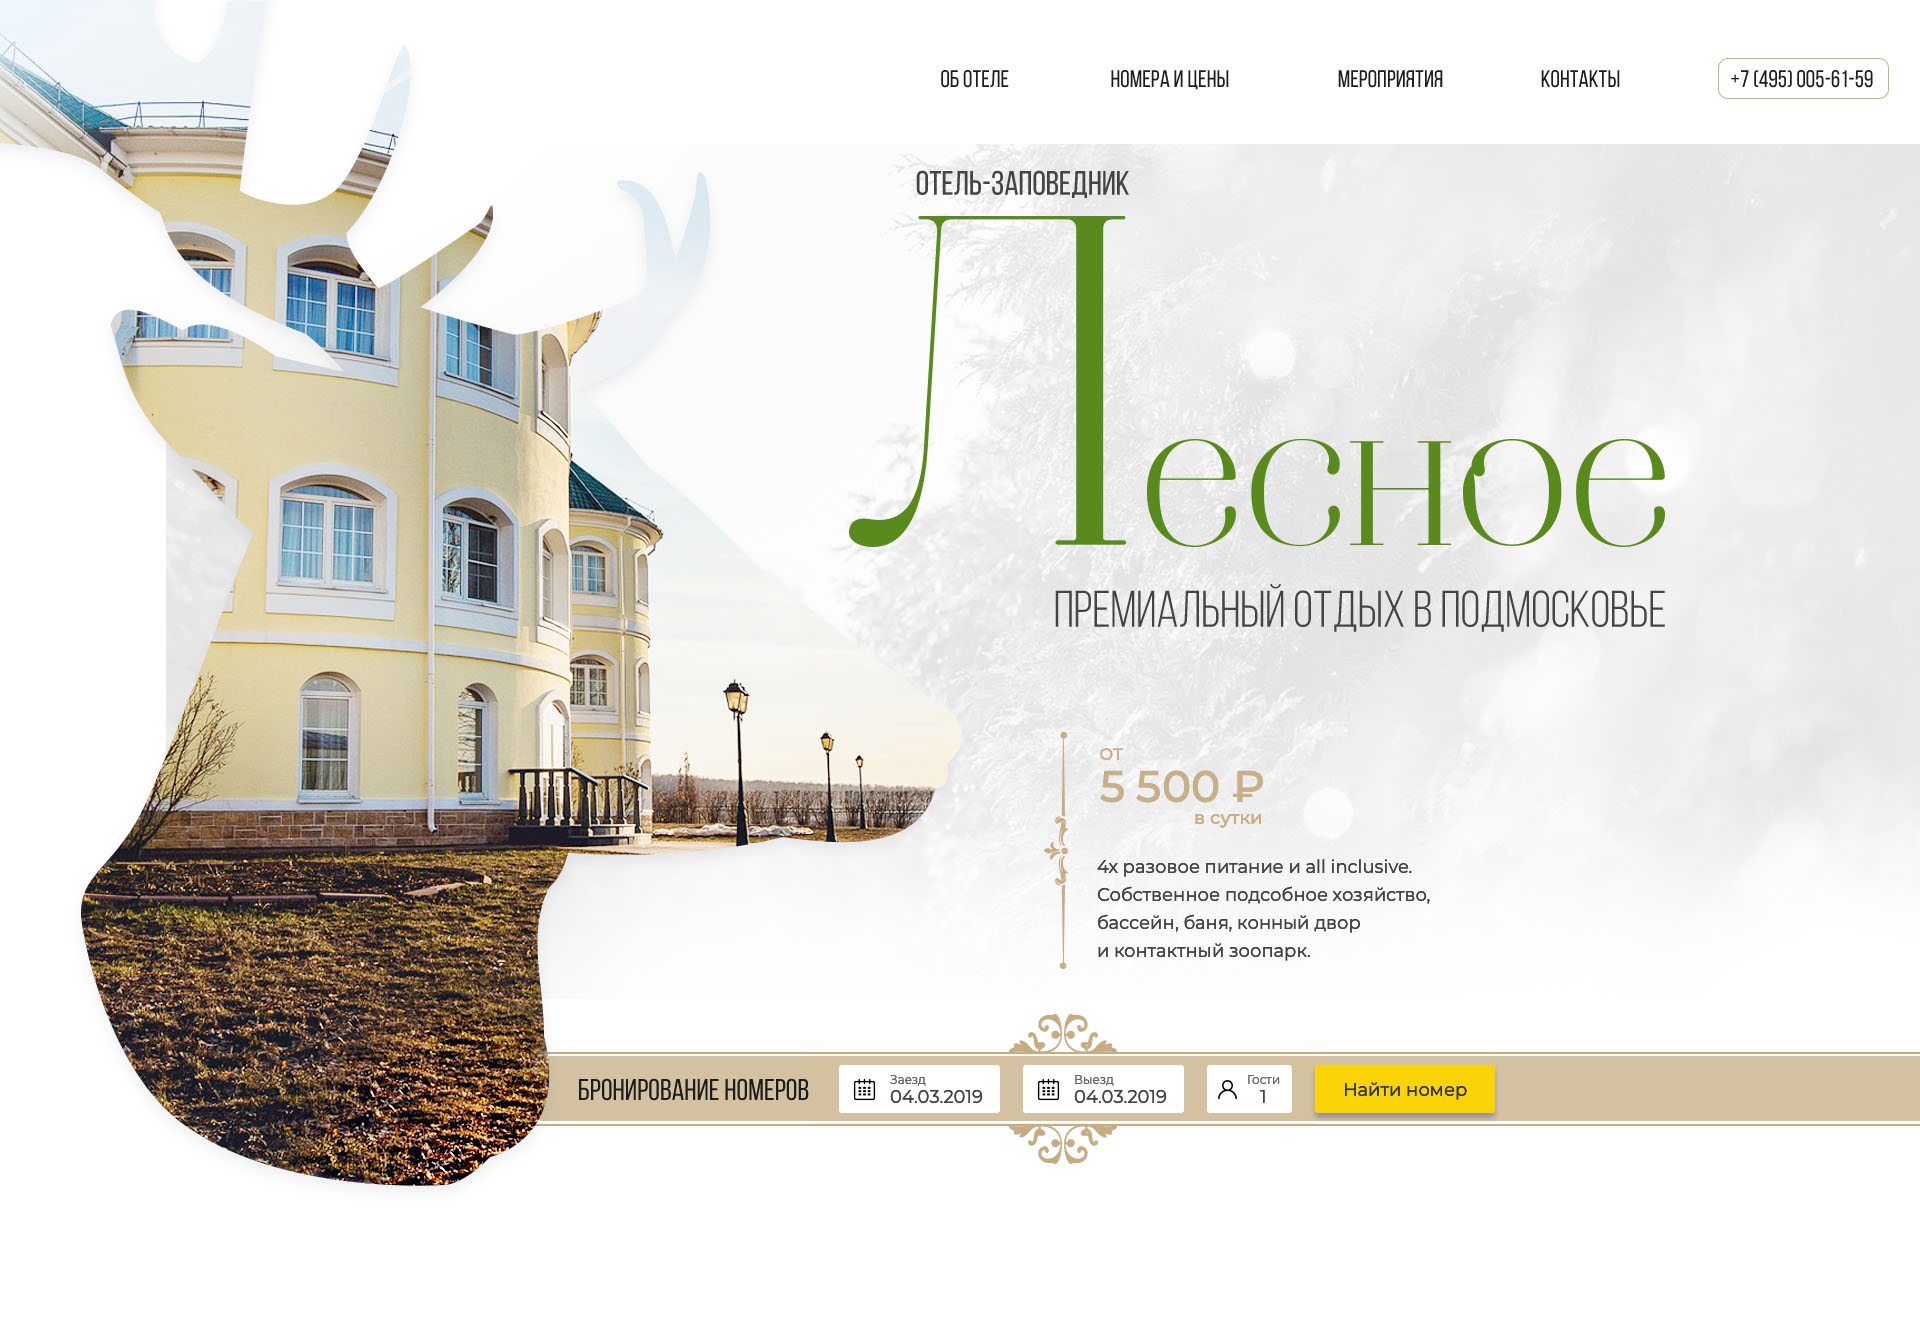 ОБ ОТЕЛЕ
НОМЕРА И ЦЕНЫ
МЕРОПРИЯТИЯ
КОНТАКТЫ
+7 (495) 005-61-59
ОТЕЛЬ-ЗАПОВЕДНИК
Лесное
ПРЕМИАЛЬНЫЙ ОТДЫХ В ПОДМОСКОВЬЕ
от
5 500 ₽
в сутки
4х разовое питание и all inclusive.
Собственное подсобное хозяйство,
бассейн, баня, конный двор
и контактный зоопарк.
БРОНИРОВАНИЕ НОМЕРОВ
Заезд
04.03.2019
Выезд
04.03.2019
Гости
1
Найти номер